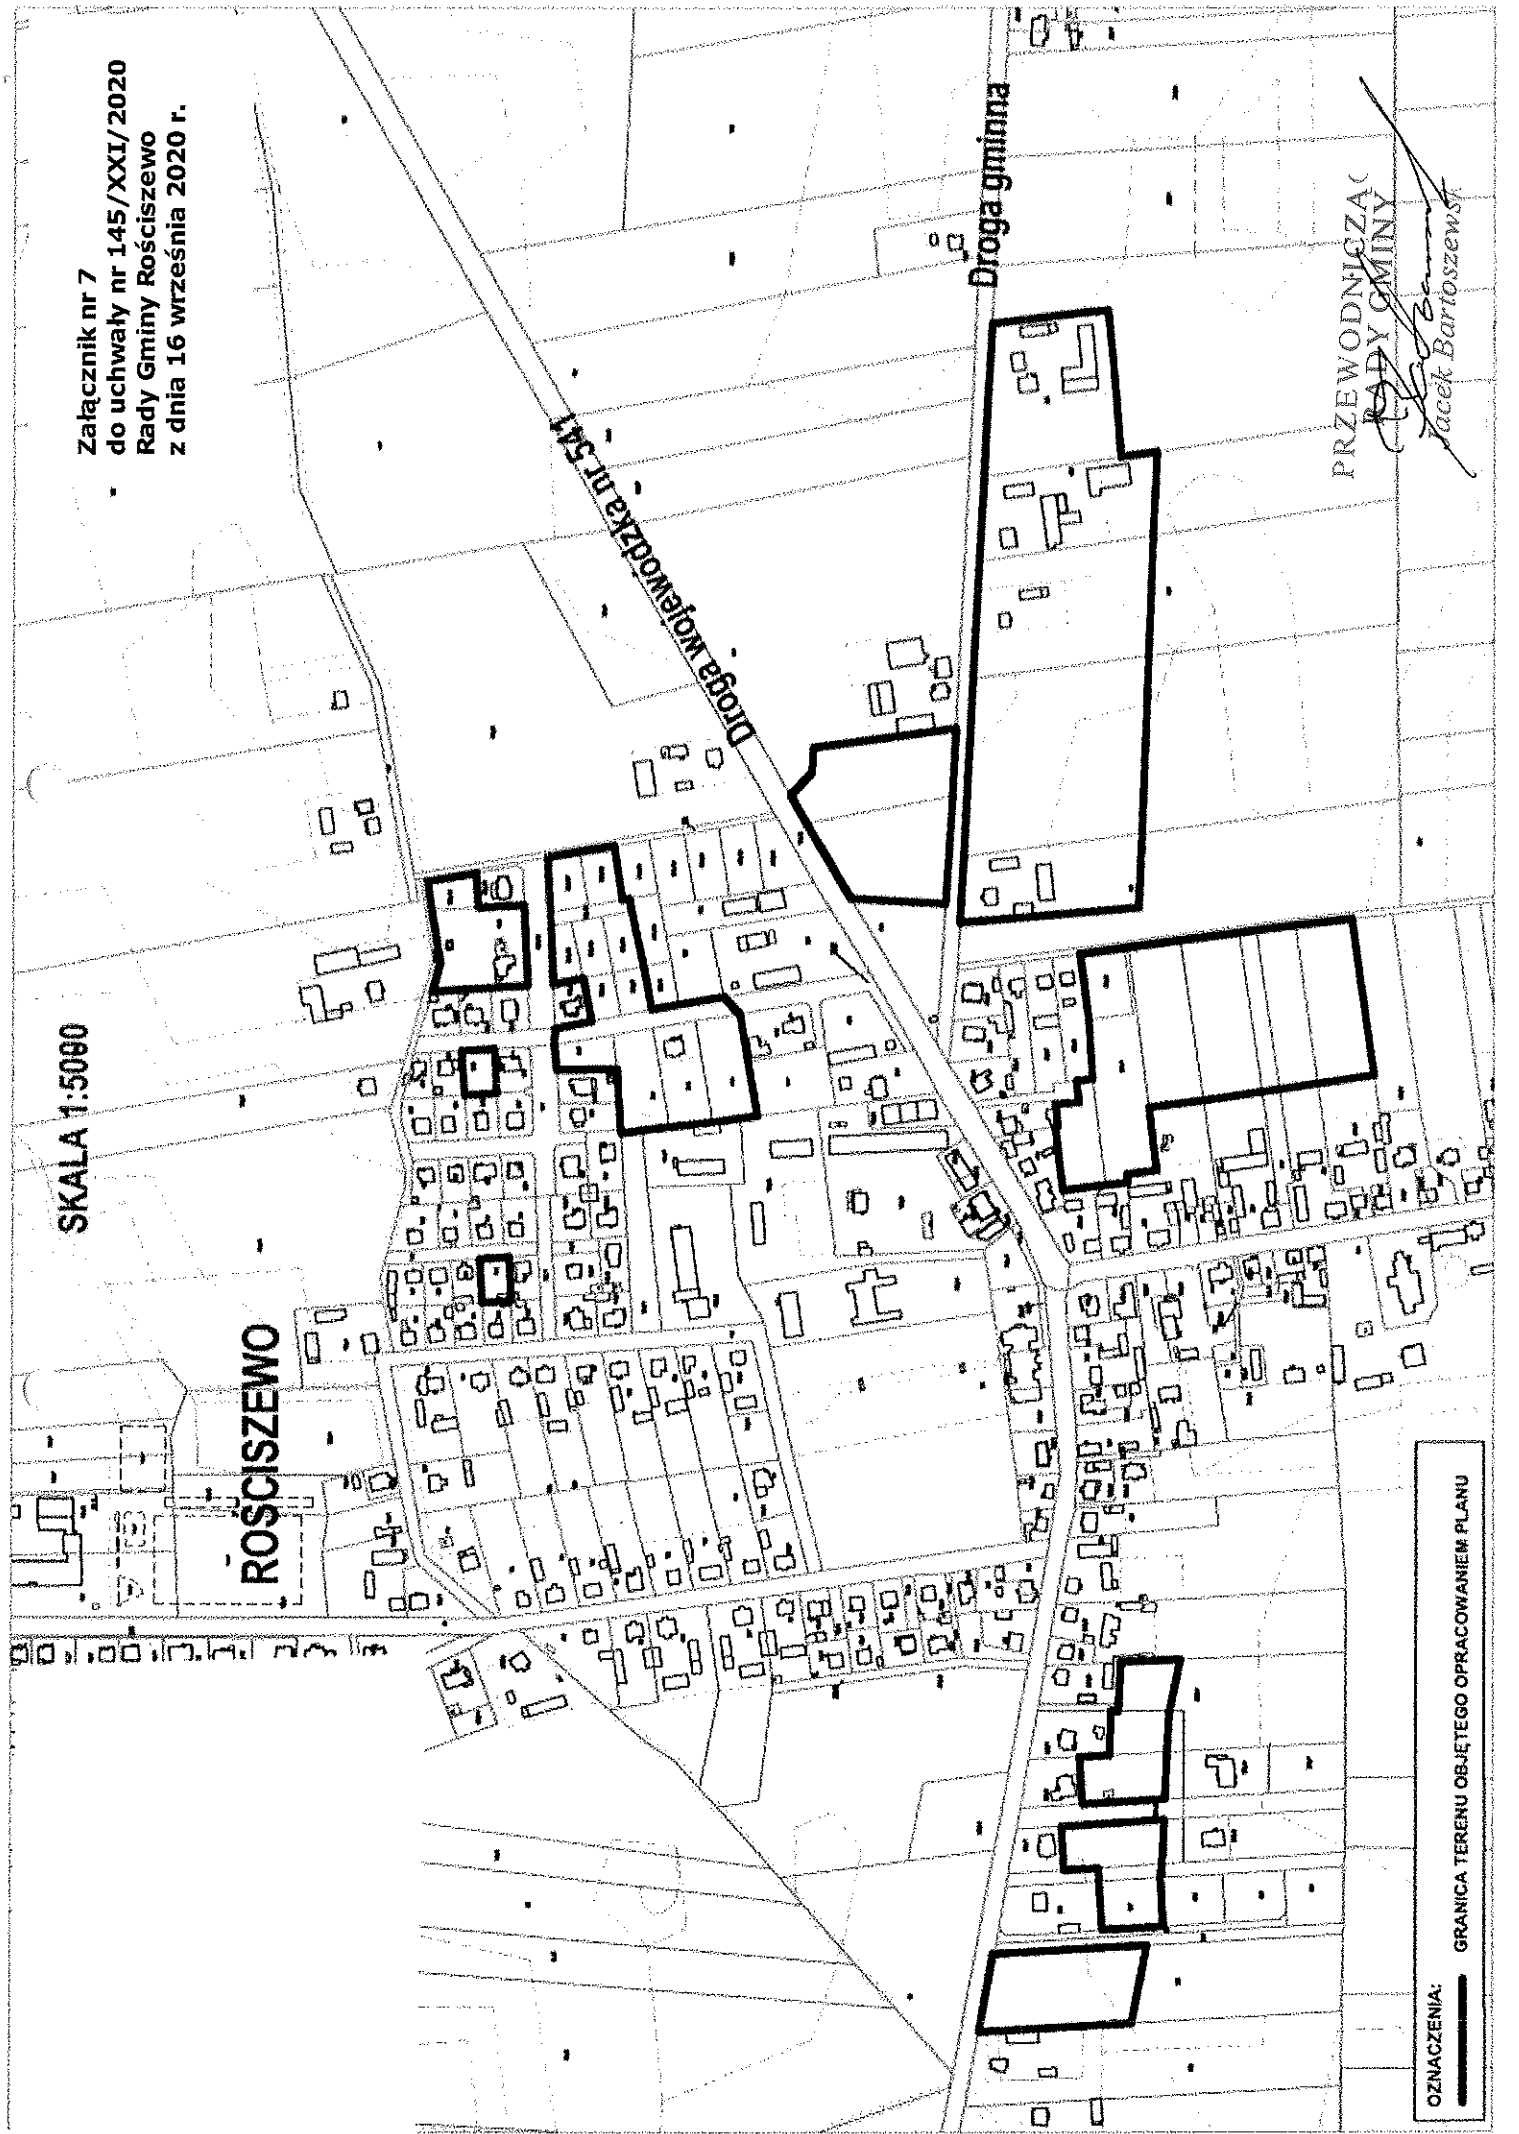 Załącznik nr 7
do uchwały nr 145/XXI/2020
Rady Gminy Rościszewo
z dnia 16 września 2020 r.
SKALA 1:5000
ROŚCISZEWO
Droga wojewódzka nr 541
Droga gminna
PRZEWODNICZĄC
RADY GMINY
Jacek Bartoszewski
OZNACZENIA:
GRANICA TERENU OBJĘTEGO OPRACOWANIEM PLANU